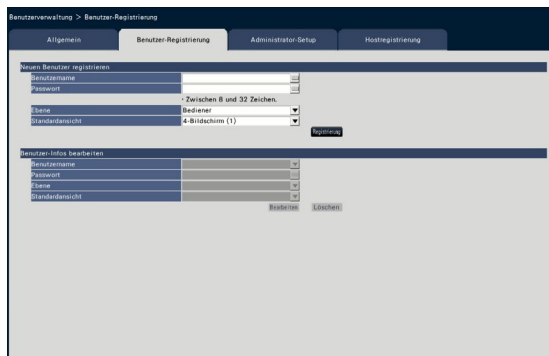 Benutzerverwaltung > Benutzer-Registrierung
Allgemein Benutzer-Registrierung Administrator-Setup Hostregistrierung
Neuen Benutzer registrieren
Benutzername ...
Passwort ...
· Zwischen 8 und 32 Zeichen.
Ebene Bediener
Standardansicht 4-Bildschirm (1)
Registrierung
Benutzer-Infos bearbeiten
Benutzername
Passwort ...
Ebene
Standardansicht
Bearbeiten Löschen